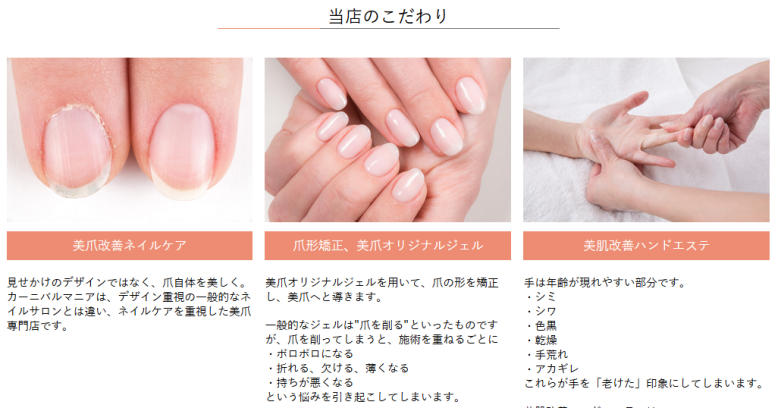 当店のこだわり
美爪改善ネイルケア
見せかけのデザインではなく、爪自体を美しく。
カーニバルマニアは、デザイン重視の一般的なネ
イルサロンとは違い、ネイルケアを重視した美爪
専門店です。
爪形矯正、美爪オリジナルジェル
美爪オリジナルジェルを用いて、爪の形を矯正
し、美爪へと導きます。
一般的なジェルは"爪を削る"といったものです
が、爪を削ってしまうと、施術を重ねるごとに
・ボロボロになる
・折れる、欠ける、薄くなる
・持ちが悪くなる
という悩みを引き起こしてしまいます。
美肌改善ハンドエステ
手は年齢が現れやすい部分です。
・シミ
・シワ
・色黒
・乾燥
・手荒れ
・アカギレ
これらが手を「老けた」印象にしてしまいます。